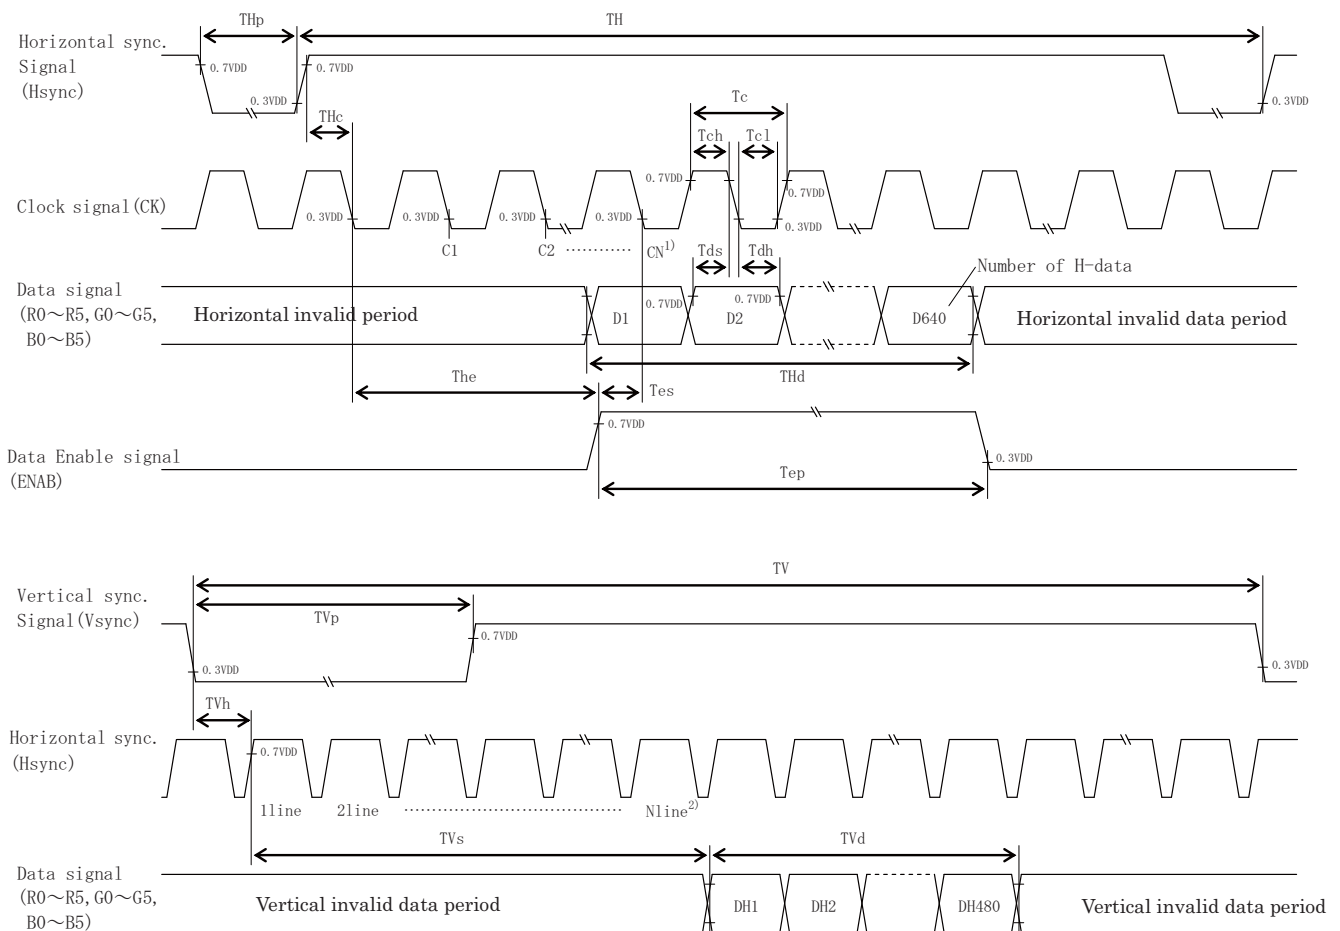 THp
TH
Horizontal sync.
Signal
(Hsync)
0.7VDD
0.7VDD
0.3VDD
0.3VDD
THc
Tc
Tch
Tcl
Clock signal(CK)
0.3VDD
0.3VDD
0.3VDD
0.3VDD
0.7VDD
0.7VDD
0.3VDD
C1
C2
CN1)
Tds
Tdh
Number of H-data
Data signal
(R0～R5,G0～G5,
B0～B5)
Horizontal invalid period
0.7VDD
0.7VDD
D1
D2
D640
Horizontal invalid data period
The
Tes
THd
Data Enable signal
(ENAB)
0.7VDD
0.3VDD
Tep
TV
Vertical sync.
Signal(Vsync)
TVp
0.7VDD
0.3VDD
0.3VDD
TVh
Horizontal sync.
(Hsync)
0.7VDD
1line
2line
Nline2)
TVs
TVd
Data signal
(R0～R5,G0～G5,
B0～B5)
Vertical invalid data period
DH1
DH2
DH480
Vertical invalid data period